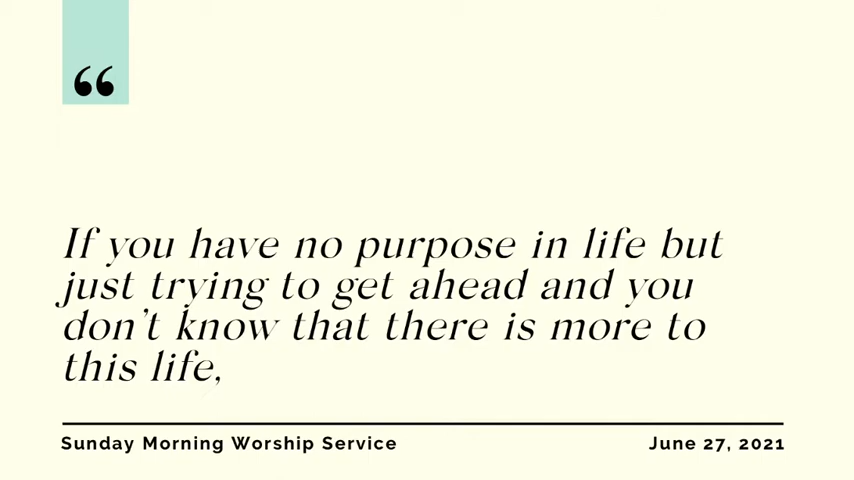 “
If you have no purpose in life but
just trying to get ahead and you
don't know that there is more to
this life,
Sunday Morning Worship Service
June 27, 2021